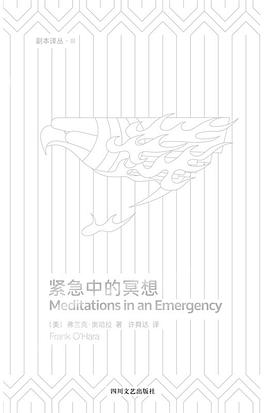 副本译丛·III
紧急中的冥想
Meditations in an Emergency
（美）弗兰克·奥哈拉 著 许舜达 译
Frank O'Hara
四川文艺出版社